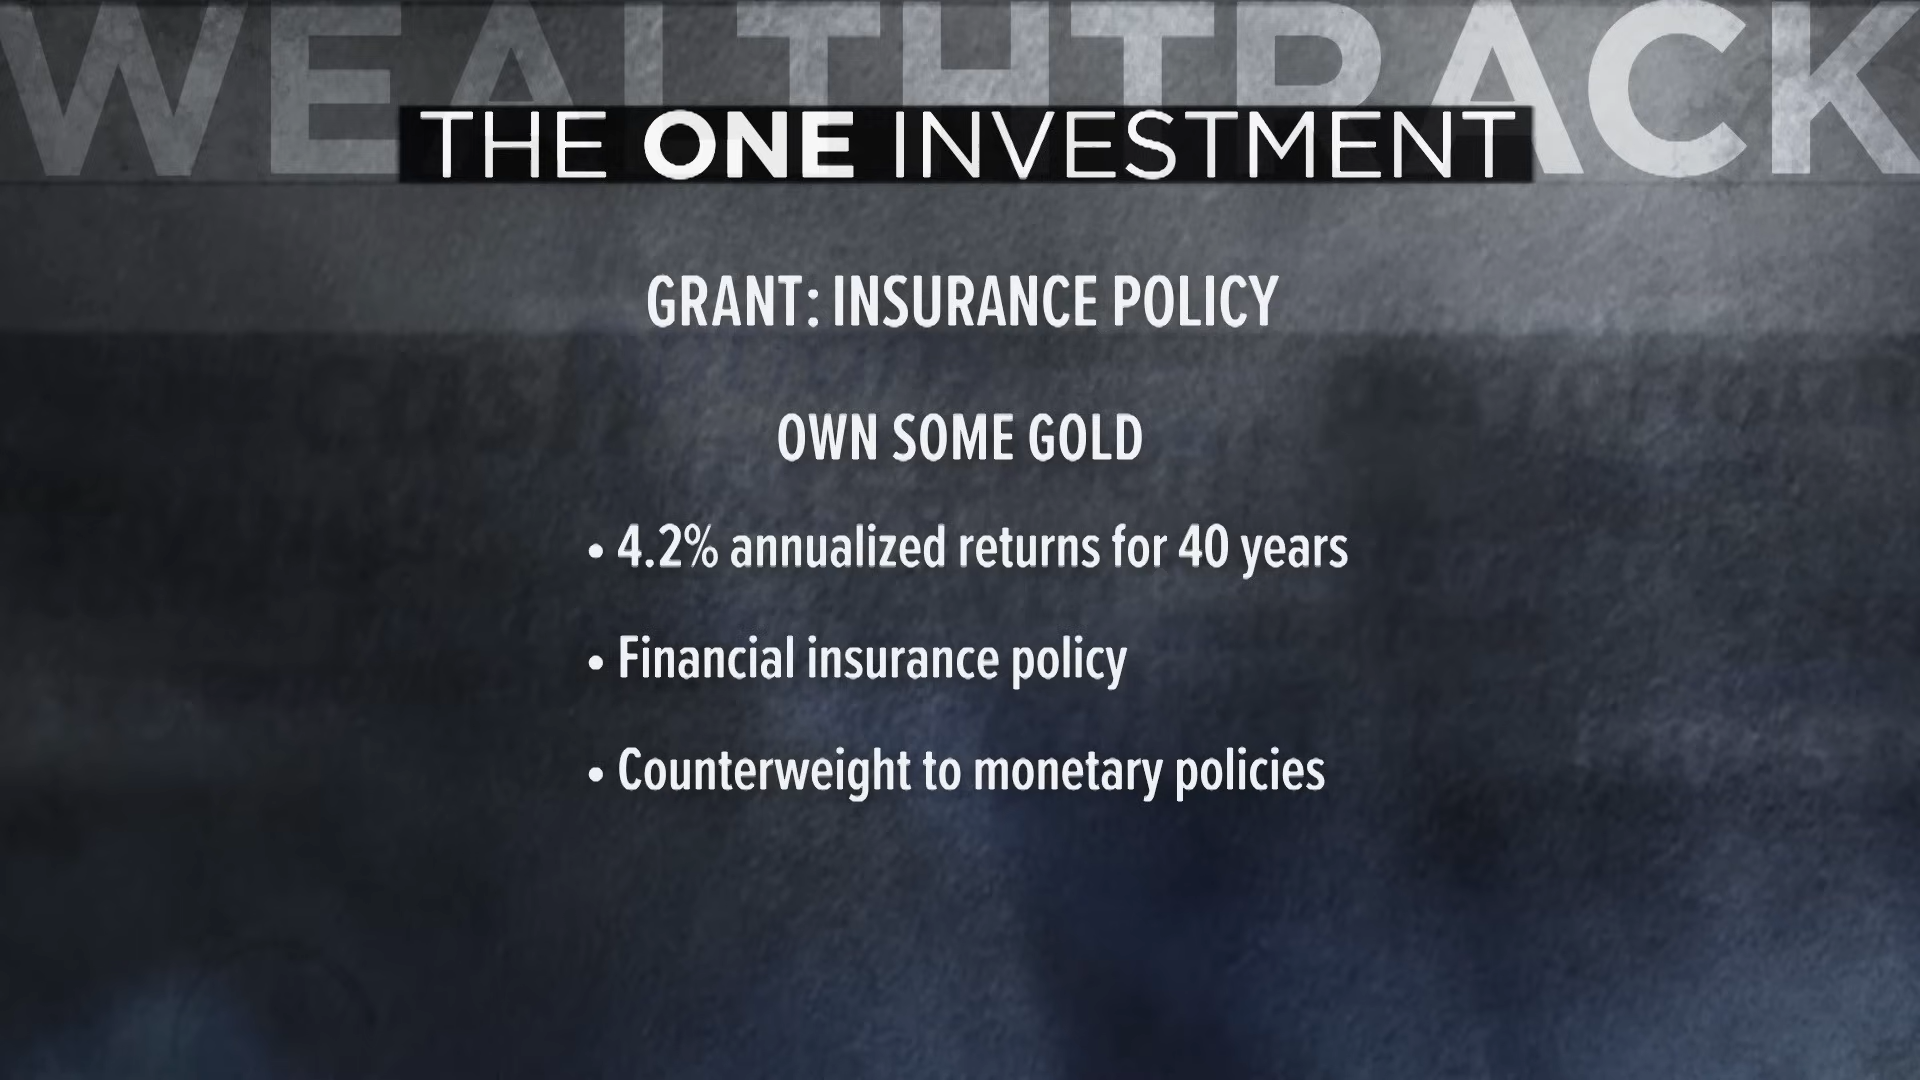 WEALTHTRACK
THE ONE INVESTMENT
GRANT: INSURANCE POLICY
OWN SOME GOLD
• 4.2% annualized returns for 40 years
• Financial insurance policy
• Counterweight to monetary policies